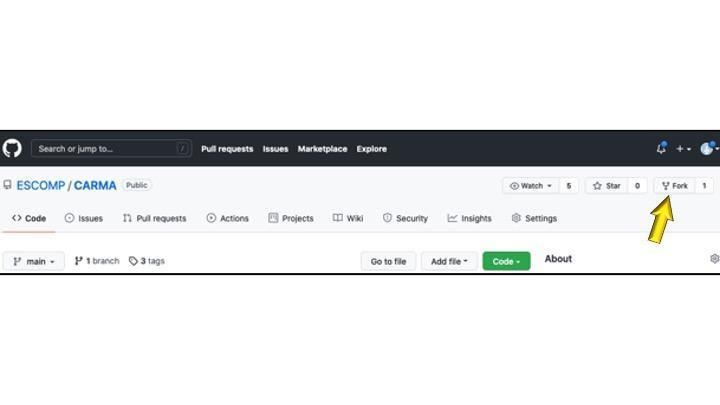 Search or jump to... / Pull requests Issues Marketplace Explore
ESCOMP / CARMA Public Watch 5 Star 0 Fork 1
<> Code Issues Pull requests Actions Projects Wiki Security Insights Settings
main 1 branch 3 tags Go to file Add file Code About